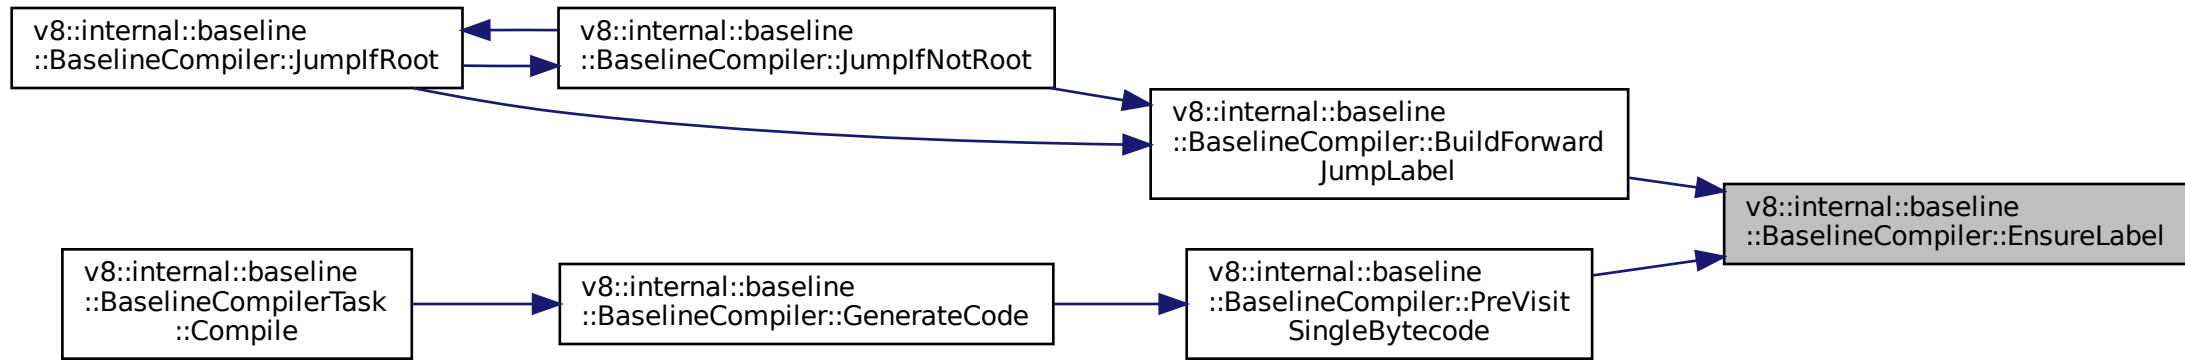 v8::internal::baseline
::BaselineCompiler::JumpIfRoot
v8::internal::baseline
::BaselineCompiler::JumpIfNotRoot
v8::internal::baseline
::BaselineCompiler::BuildForward
JumpLabel
v8::internal::baseline
::BaselineCompiler::EnsureLabel
v8::internal::baseline
::BaselineCompilerTask
::Compile
v8::internal::baseline
::BaselineCompiler::GenerateCode
v8::internal::baseline
::BaselineCompiler::PreVisit
SingleBytecode